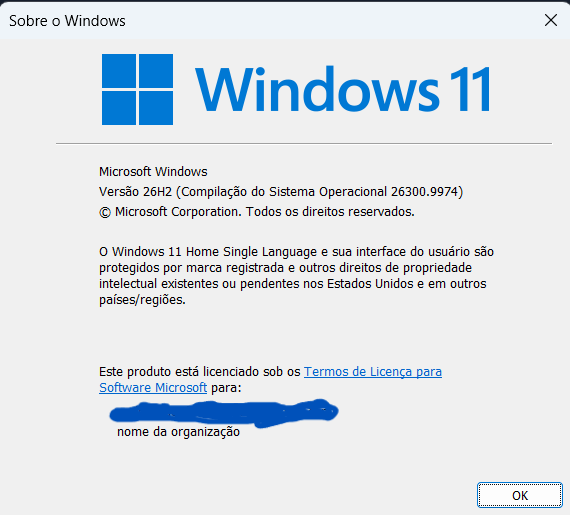 Sobre o Windows
Windows 11
Microsoft Windows
Versão 26H2 (Compilação do Sistema Operacional 26300.9974)
© Microsoft Corporation. Todos os direitos reservados.
O Windows 11 Home Single Language e sua interface do usuário são
protegidos por marca registrada e outros direitos de propriedade
intelectual existentes ou pendentes nos Estados Unidos e em outros
países/regiões.
Este produto está licenciado sob os Termos de Licença para
Software Microsoft para:
nome da organização
OK